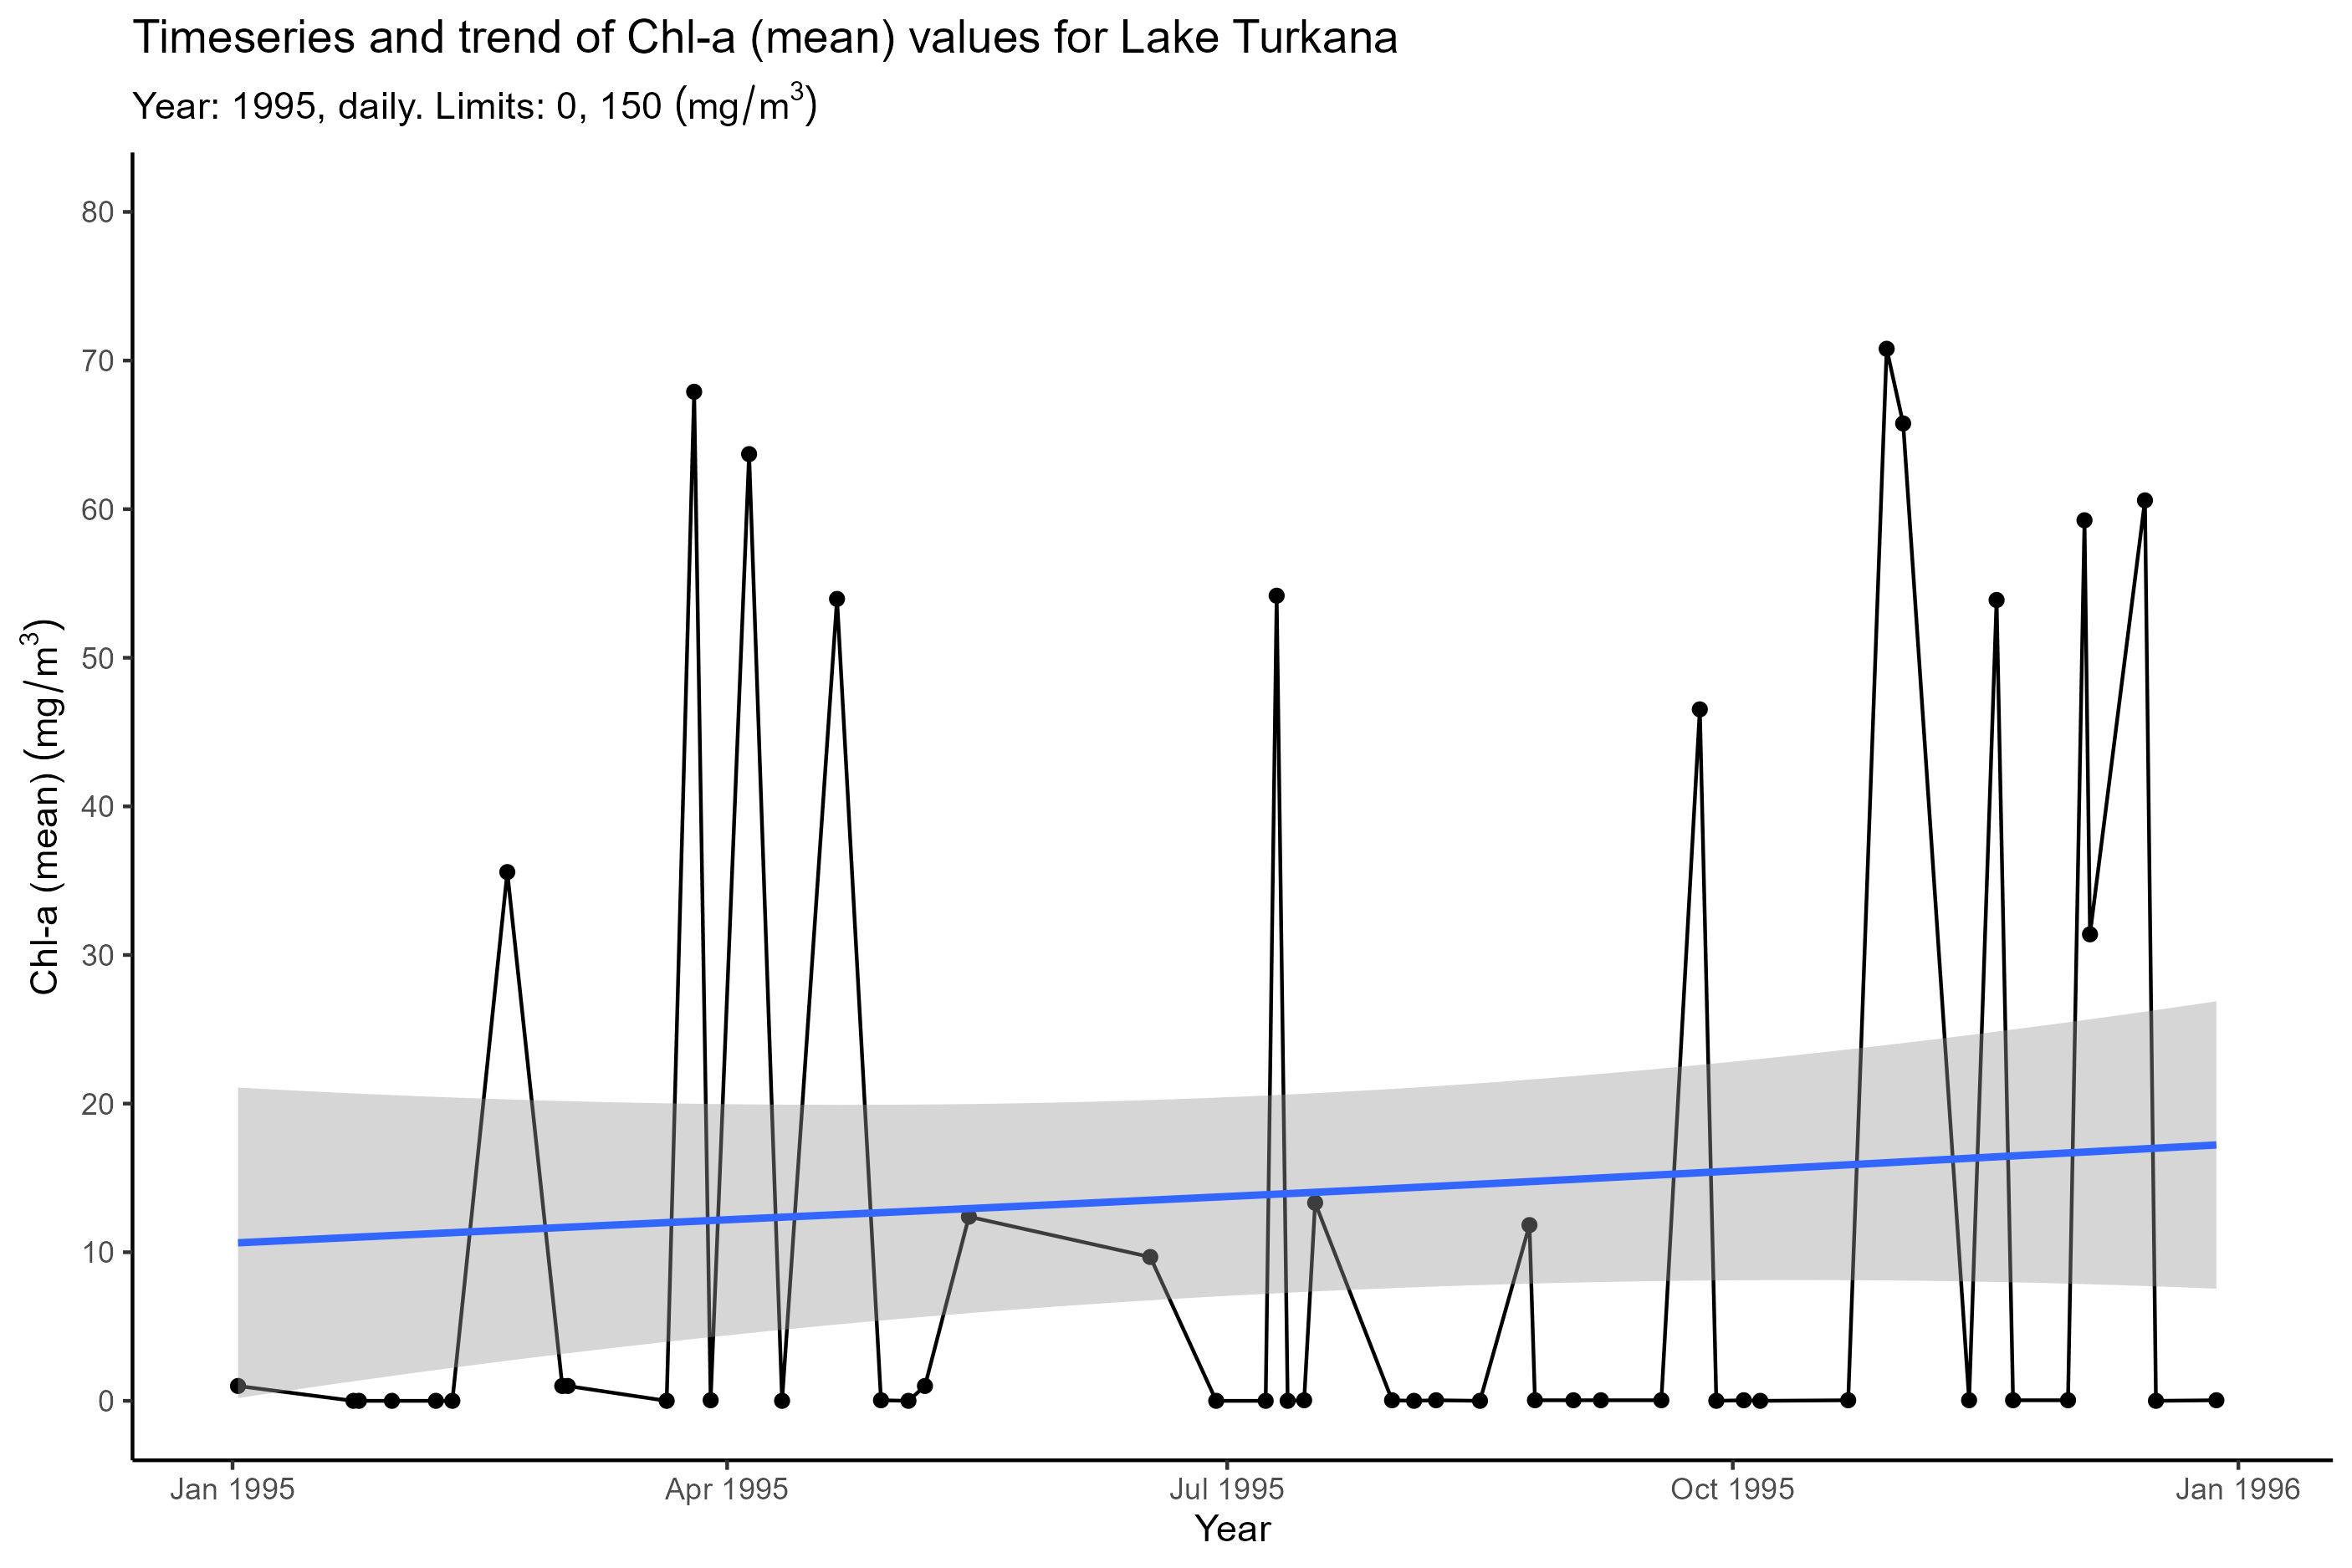 Timeseries and trend of Chl-a (mean) values for Lake Turkana
Year: 1995, daily. Limits: 0, 150 (mg/m³)
Chl-a (mean) (mg/m³)
80
70
60
50
40
30
20
10
0
Jan 1995 Apr 1995 Jul 1995 Oct 1995 Jan 1996
Year